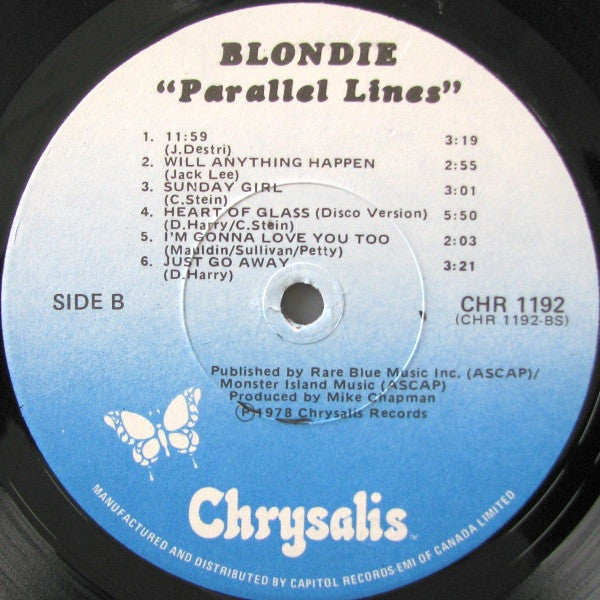 BLONDIE
"Parallel Lines"
1. 11:59 3:19
(J.Destri)
2. WILL ANYTHING HAPPEN 2:55
(Jack Lee)
3. SUNDAY GIRL 3:01
(C.Stein)
4. HEART OF GLASS (Disco Version) 5:50
(D.Harry/C.Stein)
5. I'M GONNA LOVE YOU TOO 2:03
(Mauldin/Sullivan/Petty)
6. JUST GO AWAY 3:21
(D.Harry)
SIDE B
CHR 1192
(CHR 1192-BS)
Published by Rare Blue Music Inc. (ASCAP)/
Monster Island Music (ASCAP)
Produced by Mike Chapman
℗ 1978 Chrysalis Records
Chrysalis™
MANUFACTURED AND DISTRIBUTED BY CAPITOL RECORDS-EMI OF CANADA LIMITED